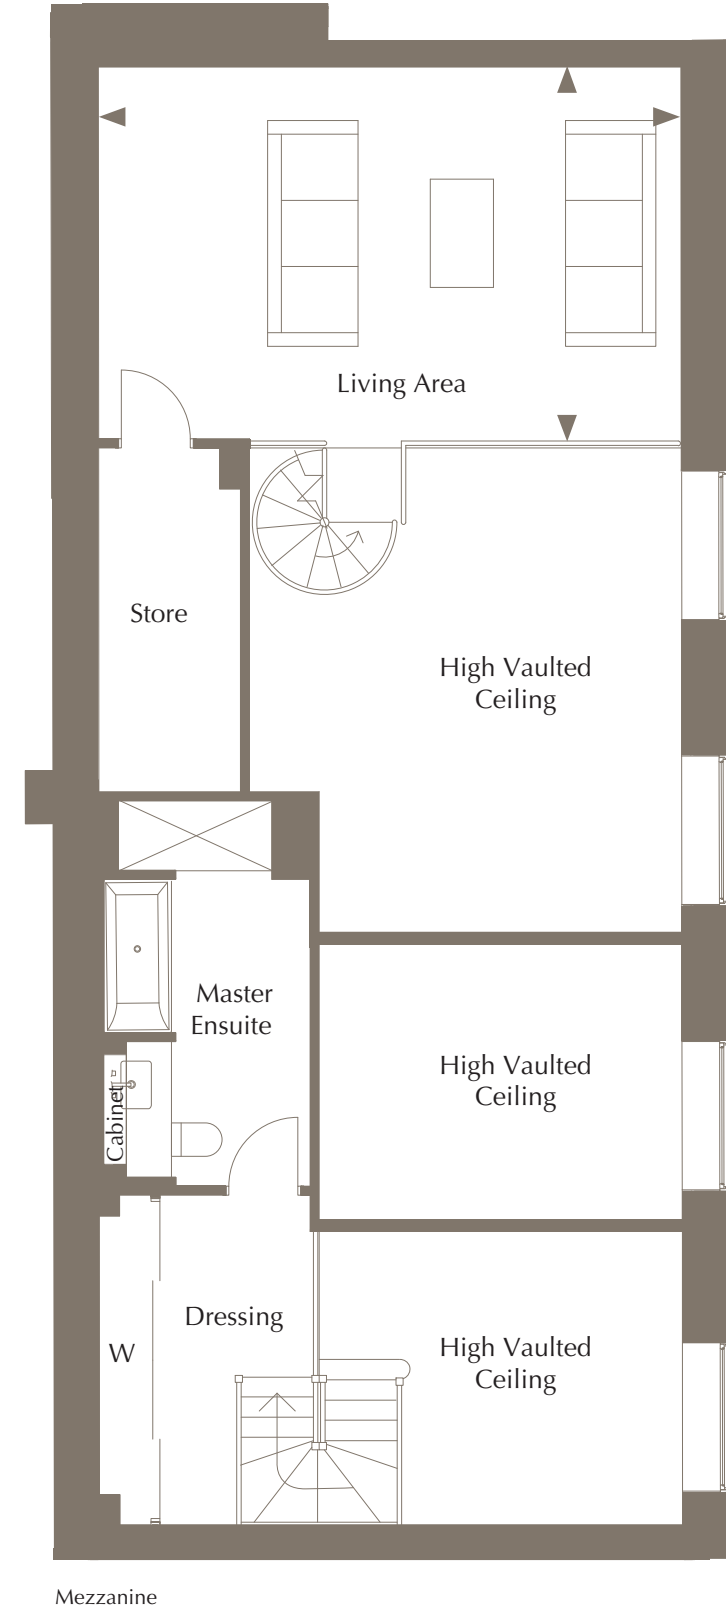 Living Area
Store
High Vaulted
Ceiling
Master
Ensuite
High Vaulted
Ceiling
Cabinet
Dressing
W
High Vaulted
Ceiling
Mezzanine